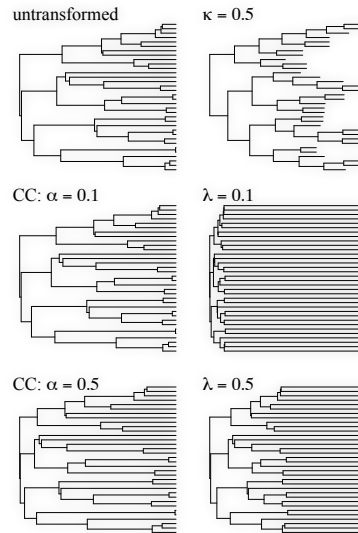 untransformed
κ = 0.5
CC: α = 0.1
λ = 0.1
CC: α = 0.5
λ = 0.5